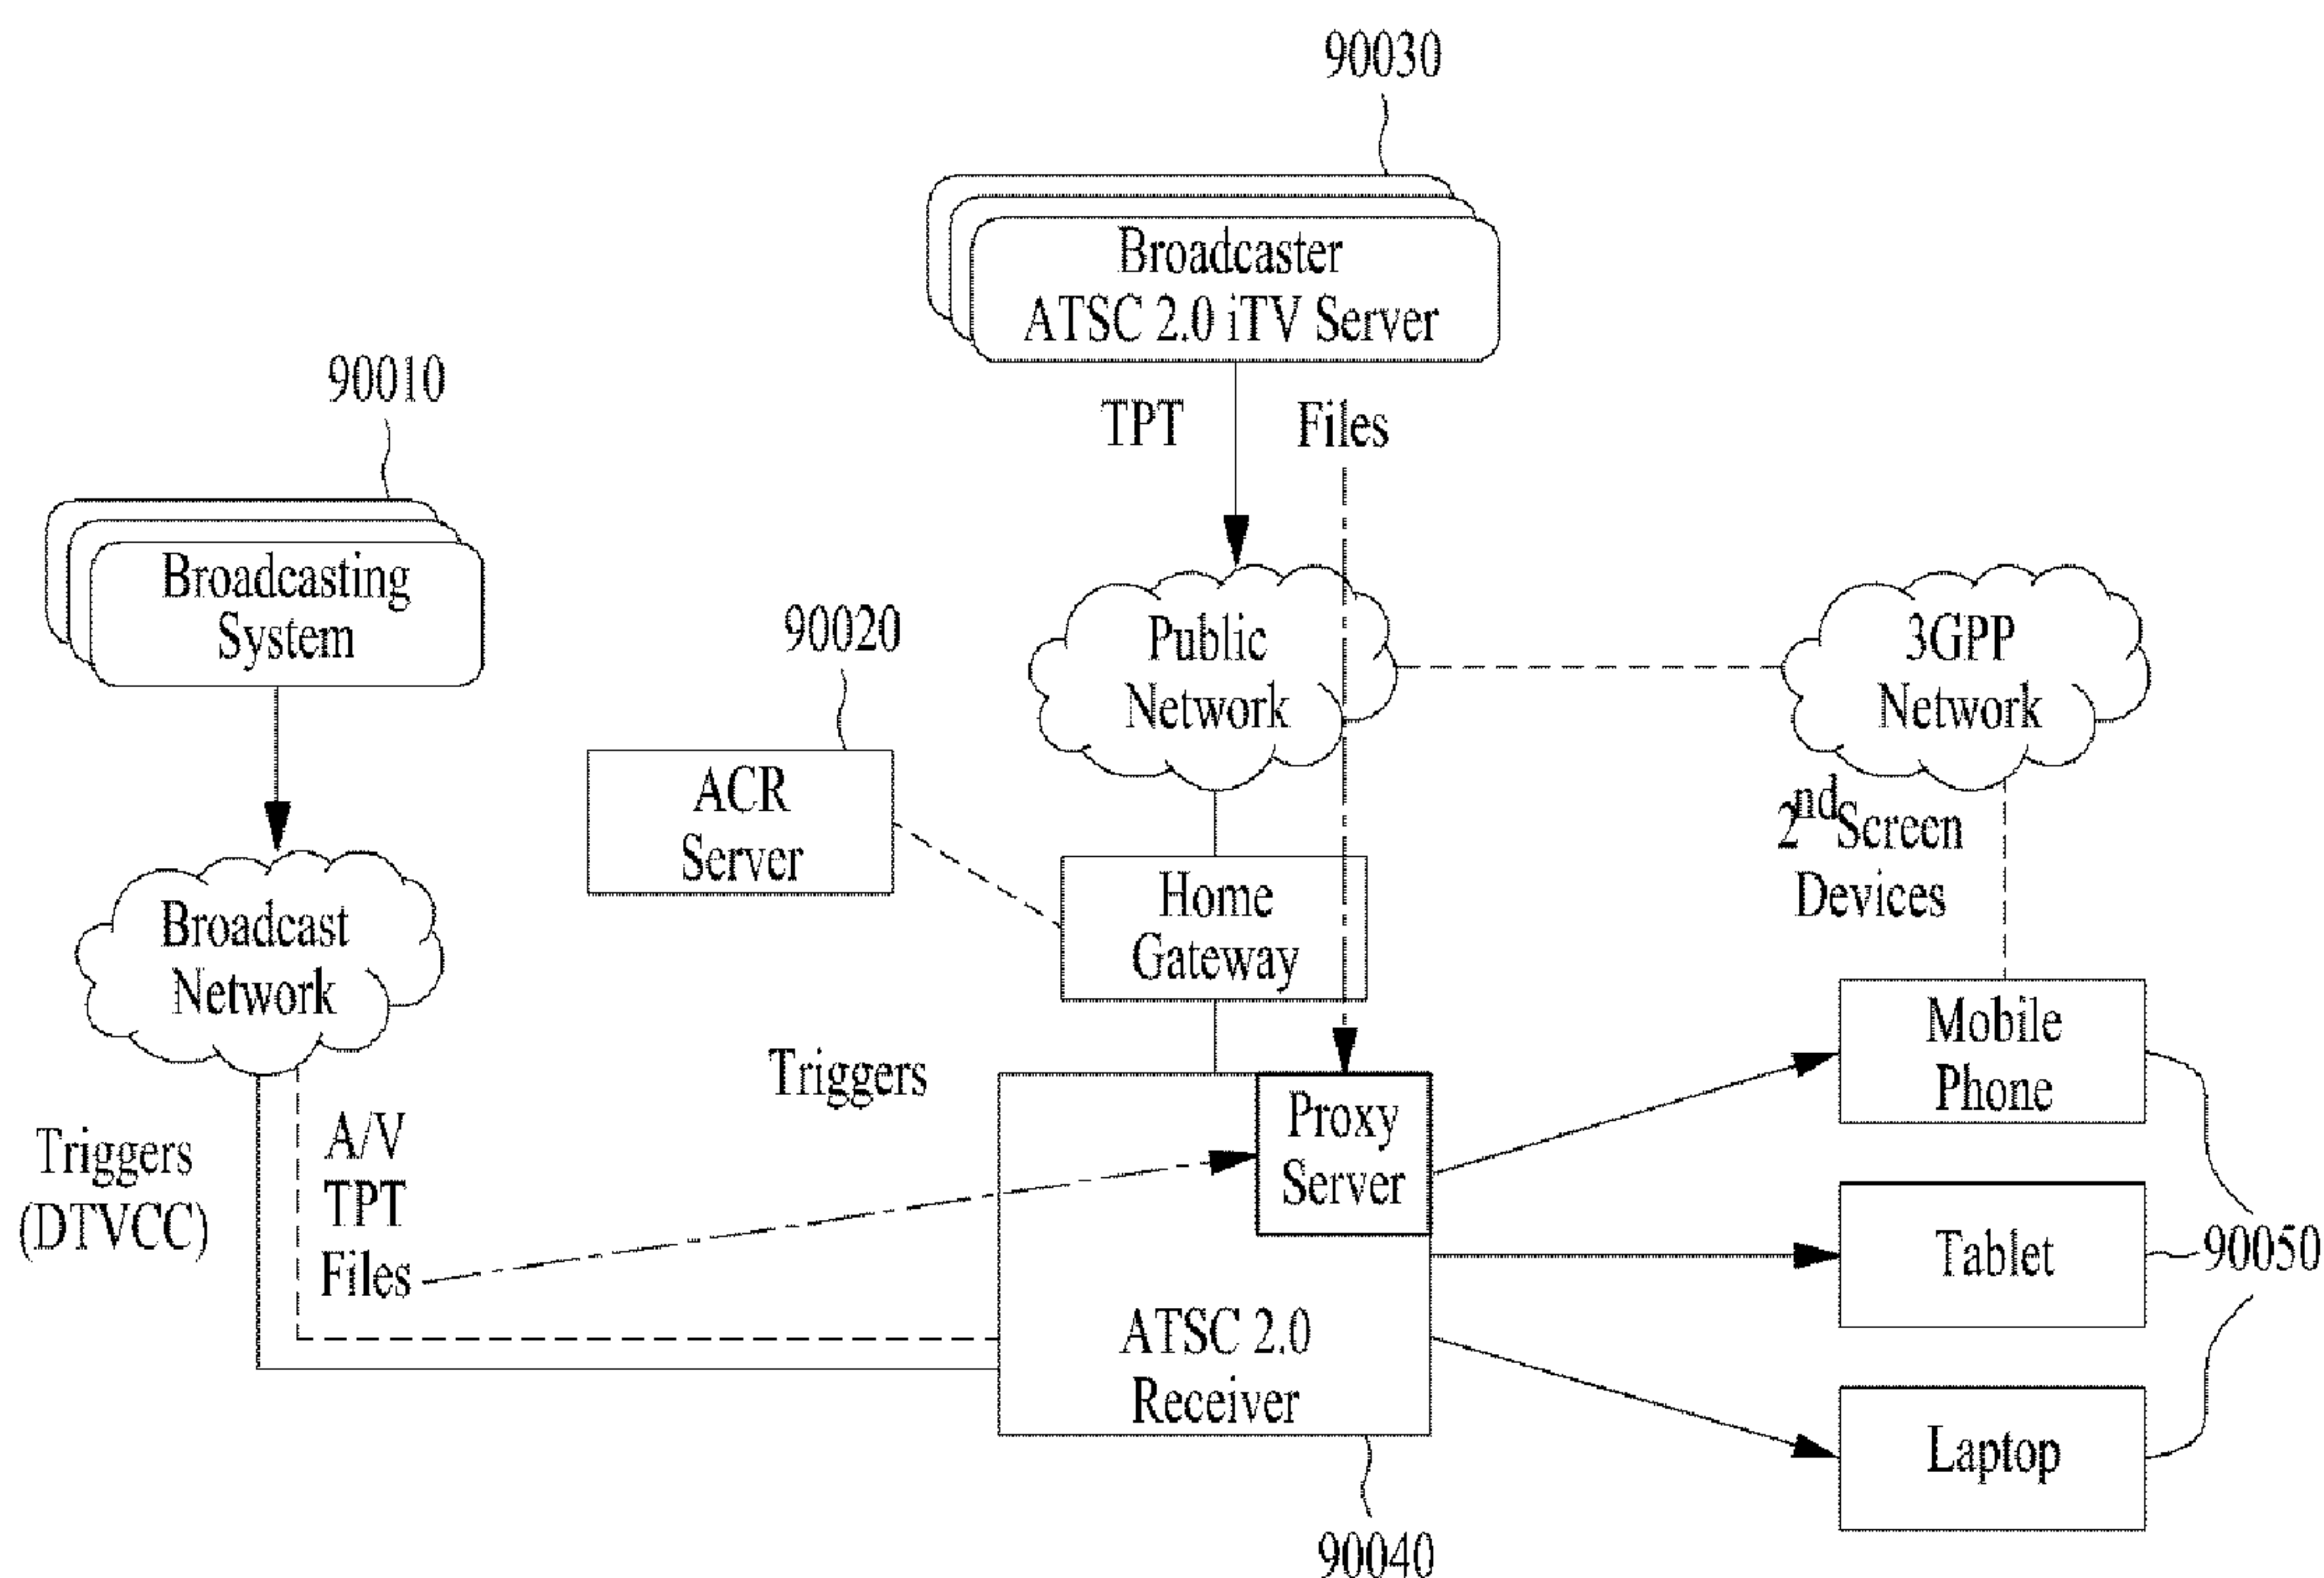 90030
Broadcaster
ATSC 2.0 iTV Server
90010
TPT
Files
Broadcasting
System
90020
Public
Network
3GPP
Network
ACR
Server
2nd Screen
Devices
Home
Gateway
Broadcast
Network
Mobile
Phone
Triggers
Proxy
Server
Triggers
(DTVCC)
A/V
TPT
Files
Tablet
90050
ATSC 2.0
Receiver
Laptop
90040